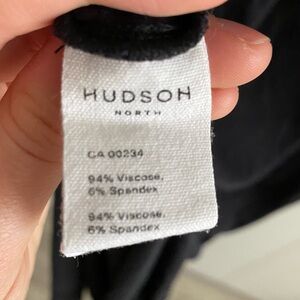 HUDSON
NORTH
CA 00234
94% Viscose,
6% Spandex
94% Viscose,
6% Spandex